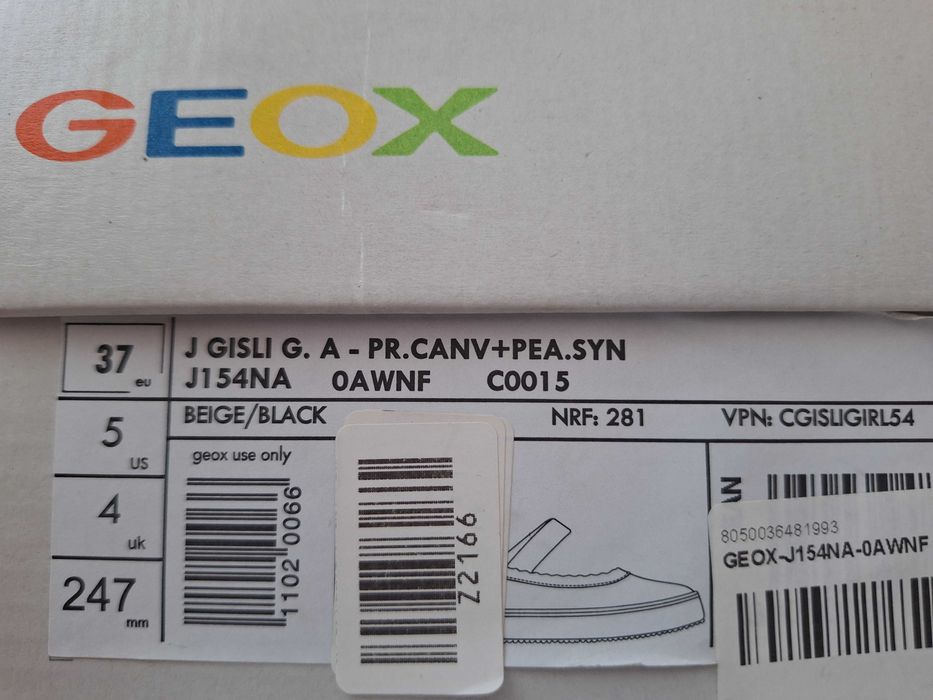 GEOX
37 eu
J GISLI G. A - PR.CANV+PEA.SYN
J154NA 0AWNF C0015
BEIGE/BLACK NRF: 281 VPN: CGISLIGIRL54
5 US
geox use only
4 uk
247 mm
1102 0066
Z2166
8050036481993
GEOX-J154NA-0AWNF